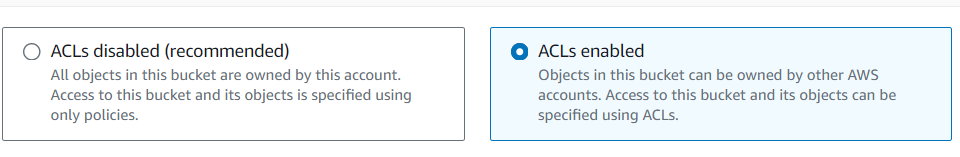 ACLs disabled (recommended)
All objects in this bucket are owned by this account.
Access to this bucket and its objects is specified using
only policies.
ACLs enabled
Objects in this bucket can be owned by other AWS
accounts. Access to this bucket and its objects can be
specified using ACLs.